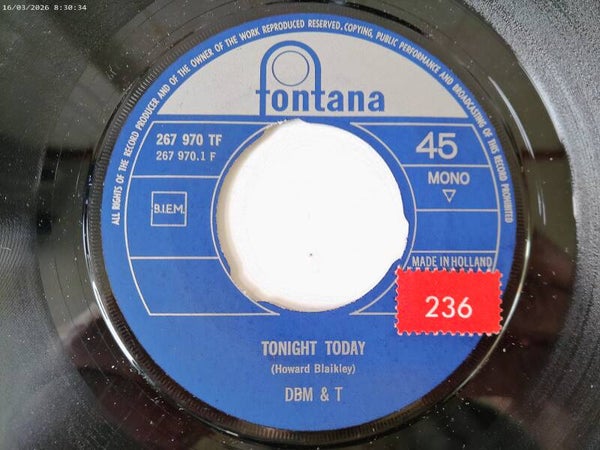 16/03/2026 8:30:34
ALL RIGHTS OF THE RECORD PRODUCER AND OF THE OWNER OF THE WORK REPRODUCED RESERVED. COPYING, PUBLIC PERFORMANCE AND BROADCASTING OF THIS RECORD PROHIBITED
fontana
267 970 TF
267 970.1 F
45
MONO
B.I.E.M.
MADE IN HOLLAND
236
TONIGHT TODAY
(Howard Blaikley)
DBM & T